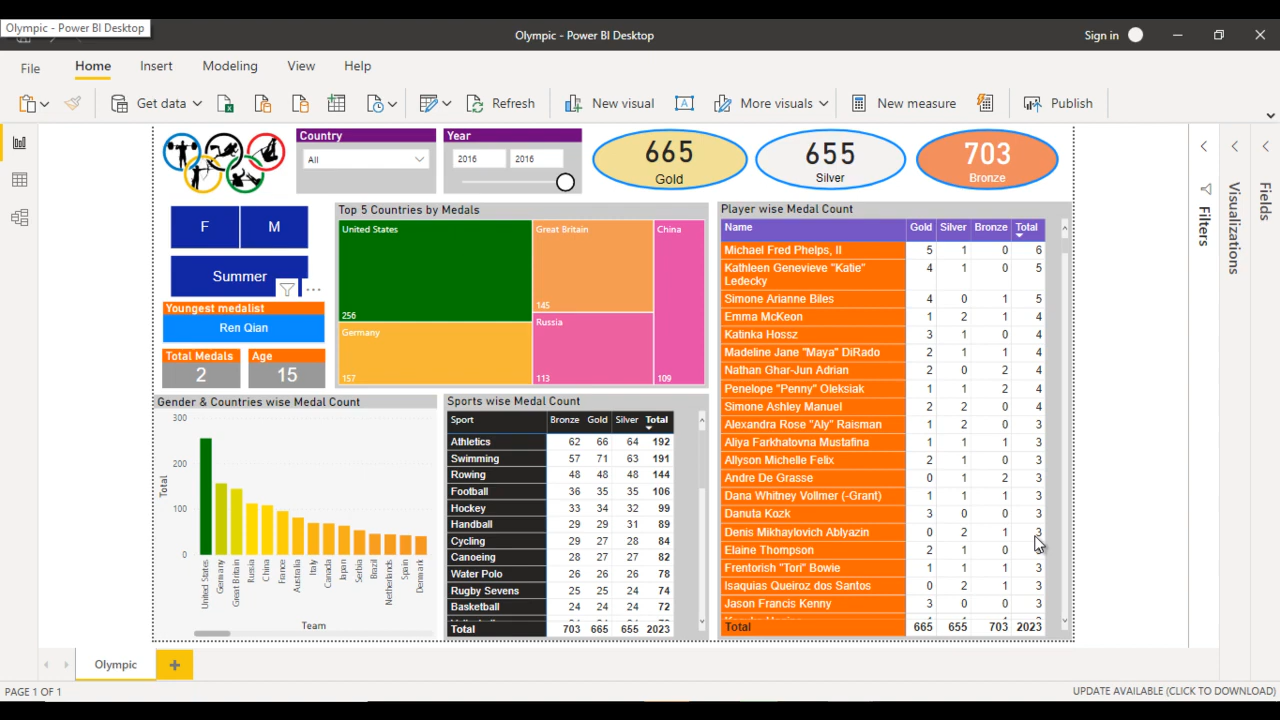 Olympic - Power BI Desktop
Olympic - Power BI Desktop
Sign in
File Home Insert Modeling View Help
Get data Refresh New visual More visuals New measure Publish
Country
All
Year
2016 2016
665
Gold
655
Silver
703
Bronze
F M
Summer
Youngest medalist
Ren Qian
Total Medals
2
Age
15
Top 5 Countries by Medals
United States
256
Germany
157
Great Britain
145
Russia
113
China
109
Gender & Countries wise Medal Count
300
200
100
0
Total
United States
Germany
Great Britain
Russia
China
France
Australia
Italy
Canada
Japan
Serbia
Brazil
Netherlands
Spain
Denmark
Team
Sports wise Medal Count
Sport Bronze Gold Silver Total
Athletics 62 66 64 192
Swimming 57 71 63 191
Rowing 48 48 48 144
Football 36 35 35 106
Hockey 33 34 32 99
Handball 29 29 31 89
Cycling 29 27 28 84
Canoeing 28 27 27 82
Water Polo 26 26 26 78
Rugby Sevens 25 25 24 74
Basketball 24 24 24 72
Total 703 665 655 2023
Player wise Medal Count
Name Gold Silver Bronze Total
Michael Fred Phelps, II 5 1 0 6
Kathleen Genevieve "Katie" 4 1 0 5
Ledecky
Simone Arianne Biles 4 0 1 5
Emma McKeon 1 2 1 4
Katinka Hossz 3 1 0 4
Madeline Jane "Maya" DiRado 2 1 1 4
Nathan Ghar-Jun Adrian 2 0 2 4
Penelope "Penny" Oleksiak 1 1 2 4
Simone Ashley Manuel 2 2 0 4
Alexandra Rose "Aly" Raisman 1 2 0 3
Aliya Farkhatovna Mustafina 1 1 1 3
Allyson Michelle Felix 2 1 0 3
Andre De Grasse 0 1 2 3
Dana Whitney Vollmer (-Grant) 1 1 1 3
Danuta Kozk 3 0 0 3
Denis Mikhaylovich Ablyazin 0 2 1 3
Elaine Thompson 2 1 0 3
Frentorish "Tori" Bowie 1 1 1 3
Isaquias Queiroz dos Santos 0 2 1 3
Jason Francis Kenny 3 0 0 3
Total 665 655 703 2023
Filters
Visualizations
Fields
Olympic
PAGE 1 OF 1
UPDATE AVAILABLE (CLICK TO DOWNLOAD)